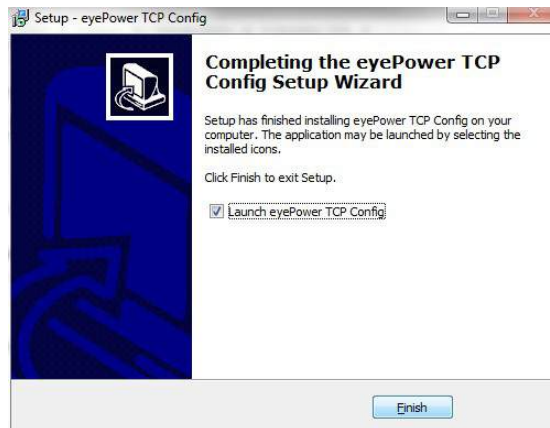 Setup - eyePower TCP Config
Completing the eyePower TCP
Config Setup Wizard
Setup has finished installing eyePower TCP Config on your
computer. The application may be launched by selecting the
installed icons.
Click Finish to exit Setup.
Launch eyePower TCP Config
Finish